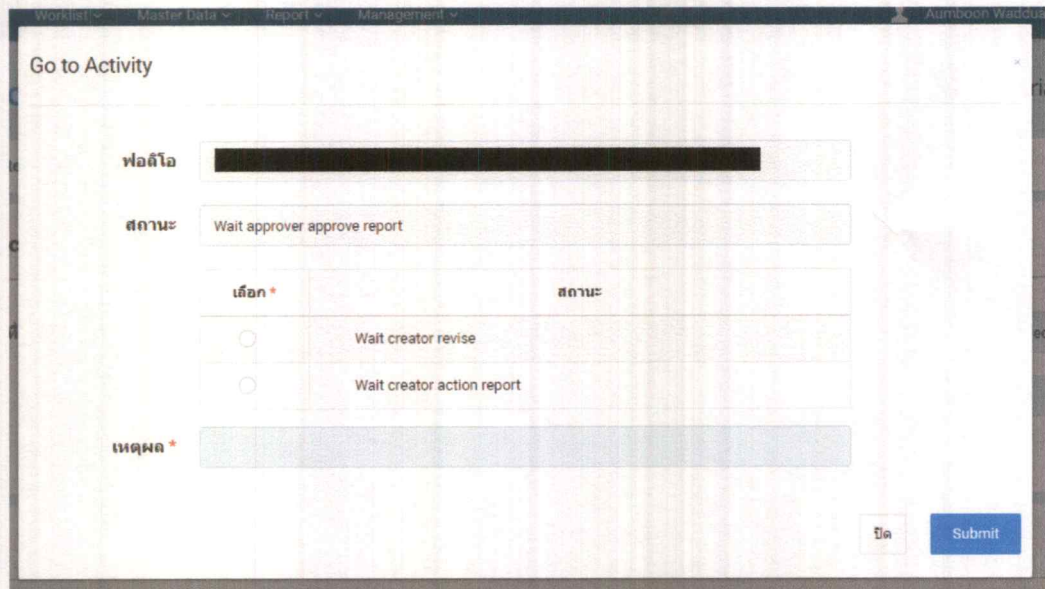 Worklist Master Data Report Management Aumboon Waddus
Go to Activity
ฟอลิโอ
สถานะ Wait approver approve report
เลือก * สถานะ
Wait creator revise
Wait creator action report
เหตุผล *
ปิด Submit